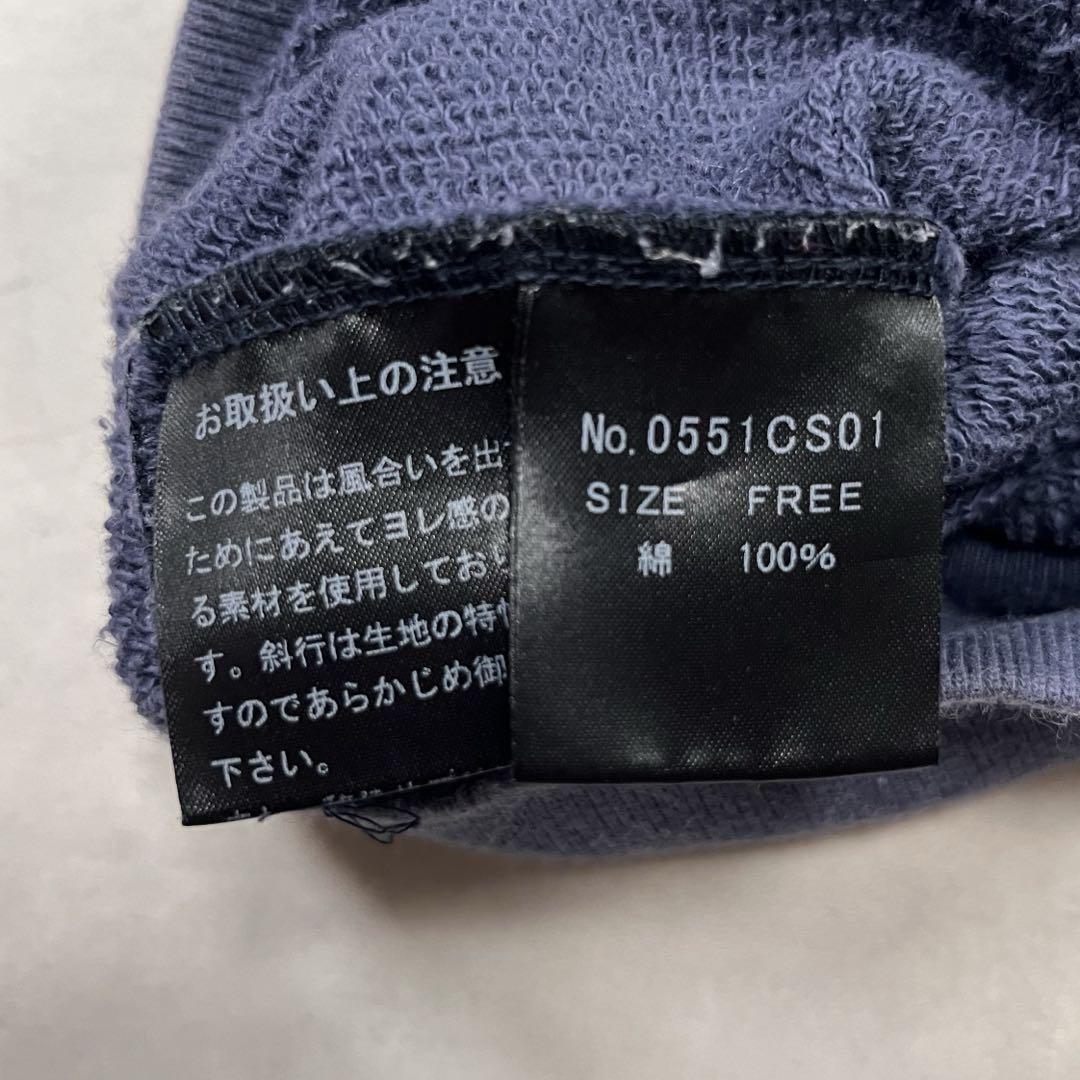 お取扱い上の注意
この製品は風合いを出
ためにあえてヨレ感の
る素材を使用しておい
す。斜行は生地の特
すのであらかじめ御
下さい。
No.0551CS01
SIZE FREE
綿 100%